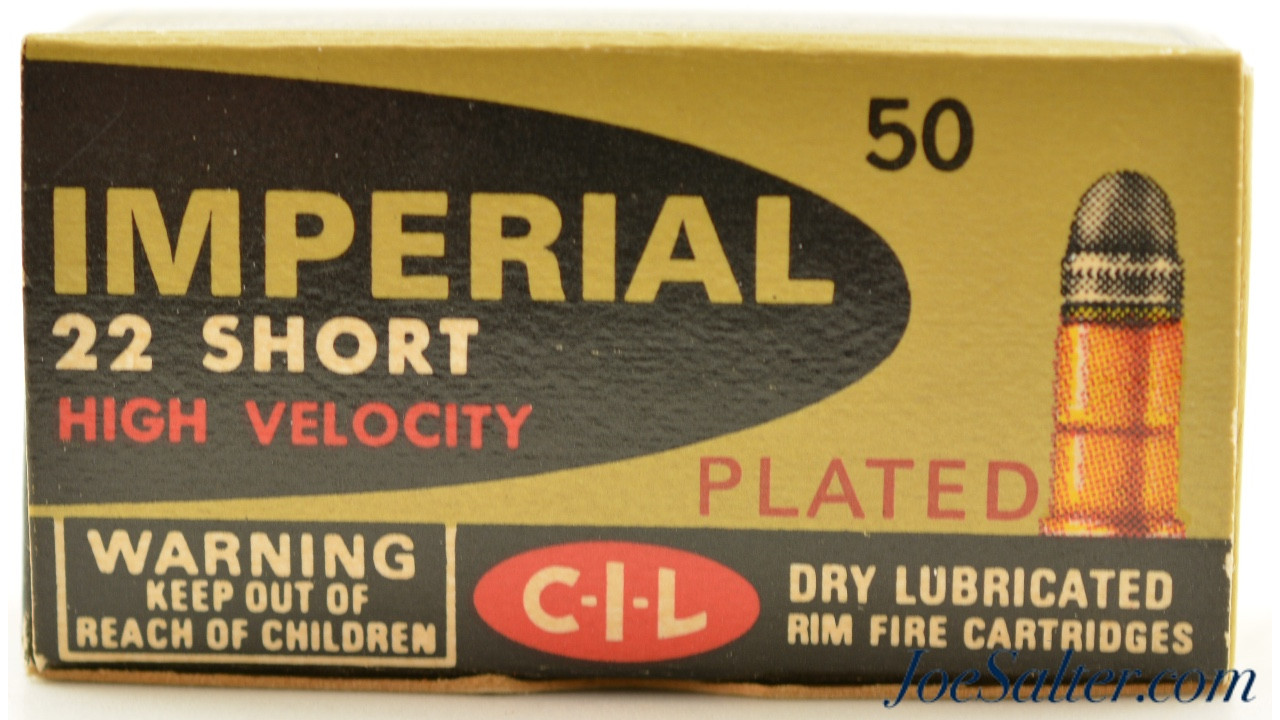 50
IMPERIAL
22 SHORT
HIGH VELOCITY
PLATED
WARNING
KEEP OUT OF
REACH OF CHILDREN
C-I-L
DRY LUBRICATED
RIM FIRE CARTRIDGES
JoeSalter.com